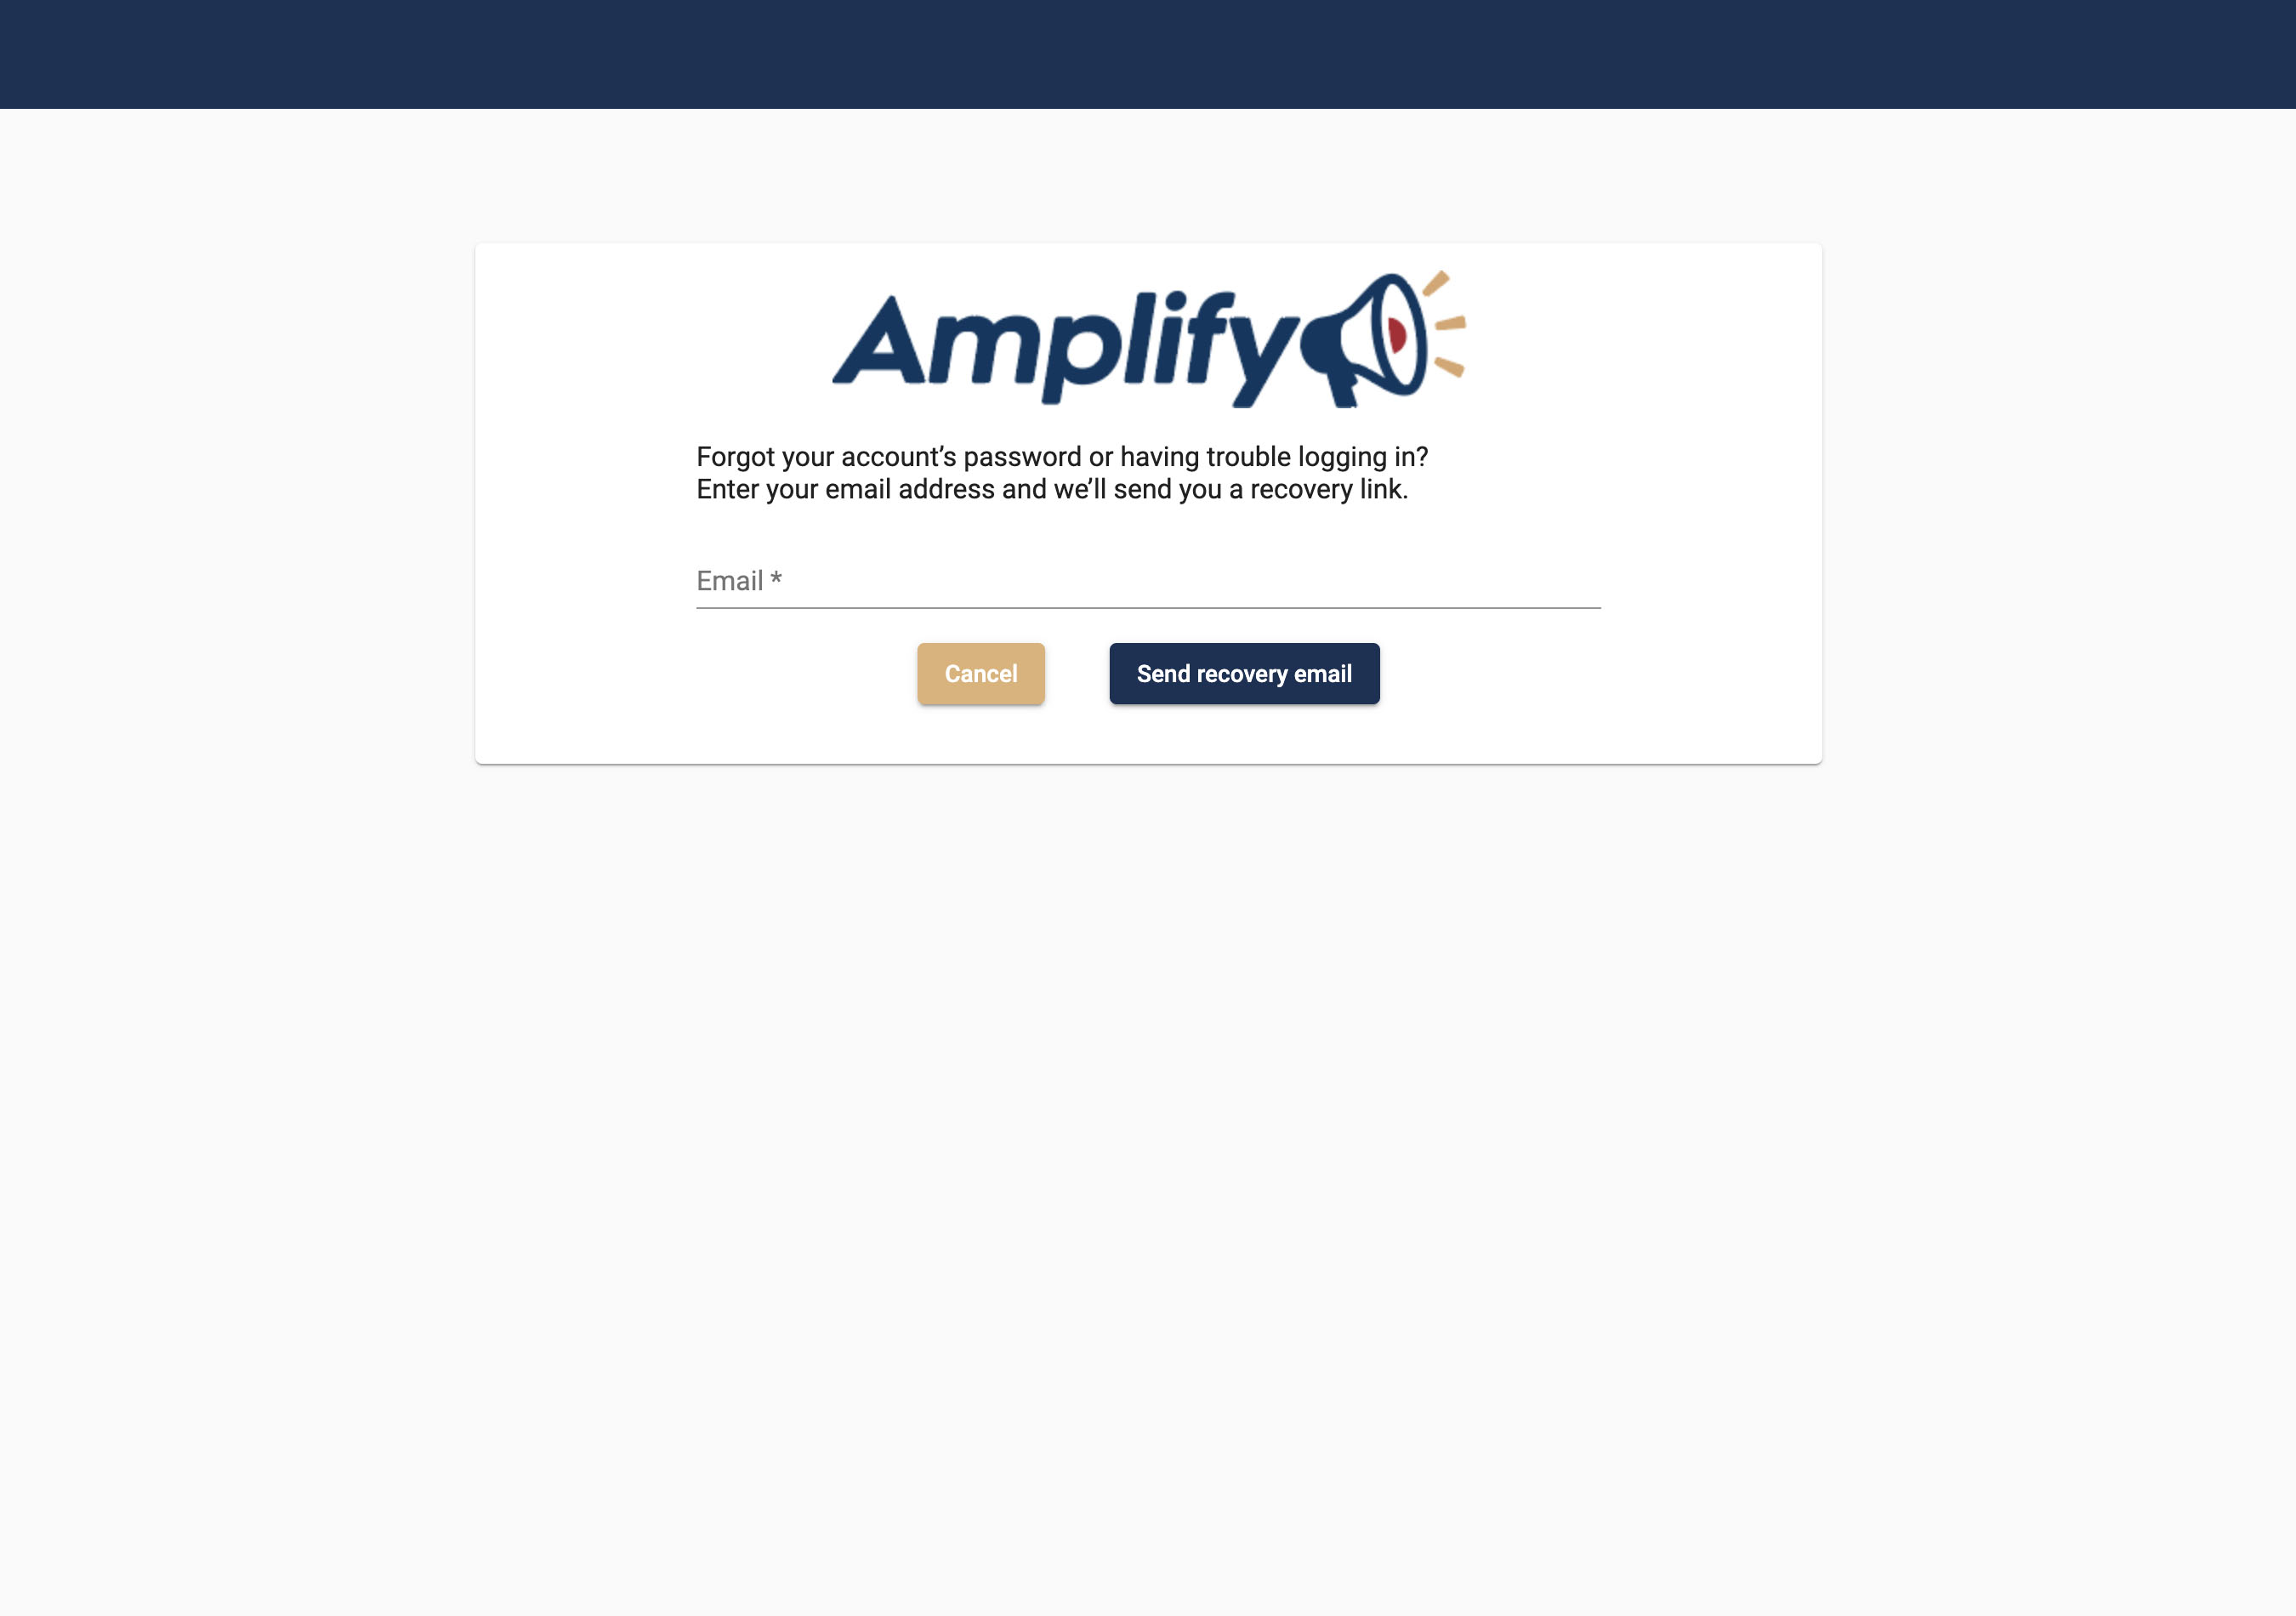 Amplify
Forgot your account’s password or having trouble logging in?
Enter your email address and we’ll send you a recovery link.
Email *
Cancel
Send recovery email